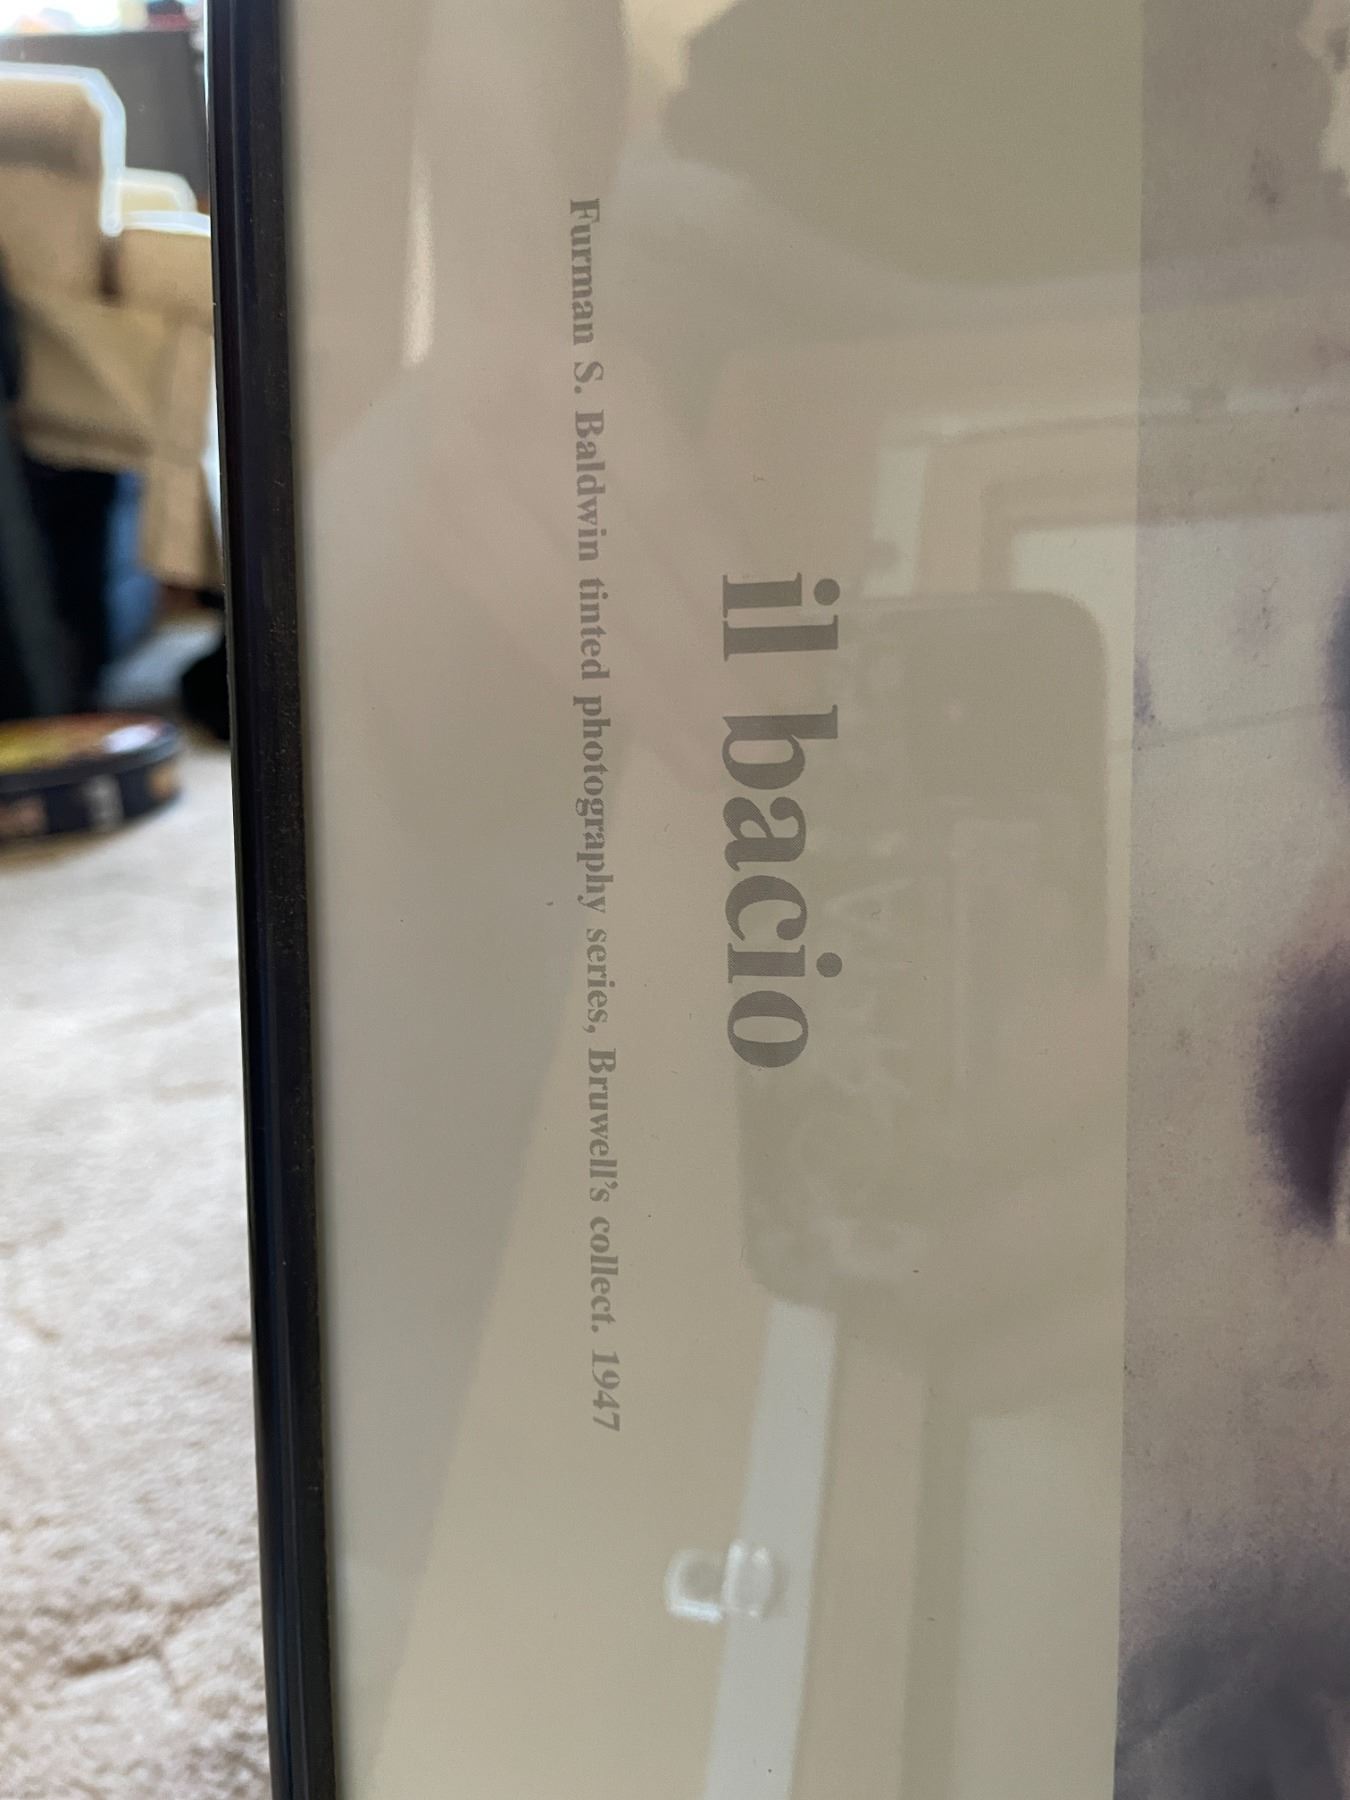 il bacio
Furman S. Baldwin tinted photography series, Bruwell's collect. 1947